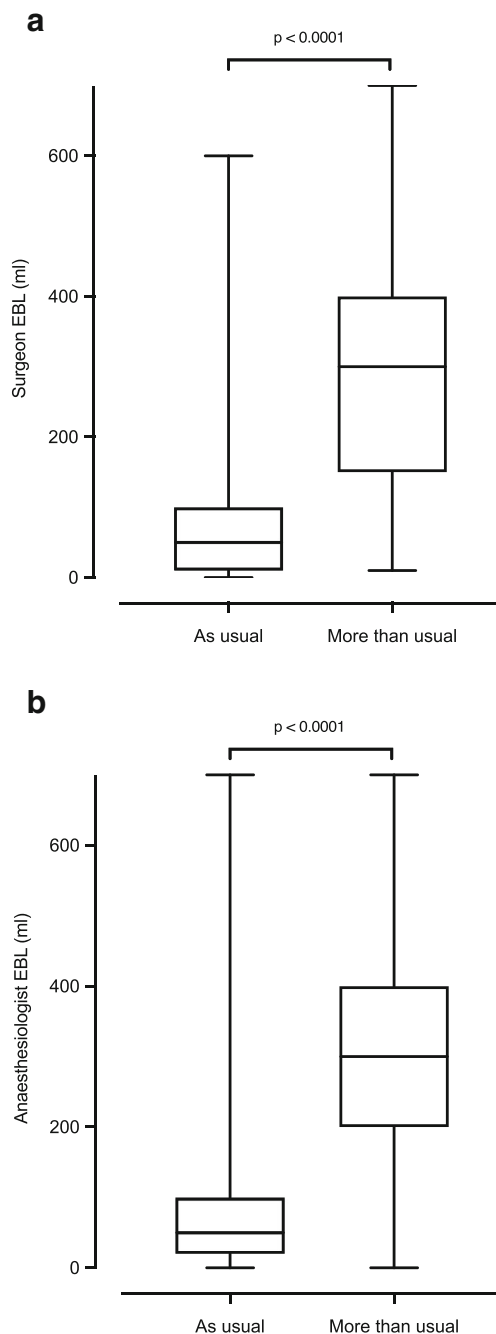 a
p < 0.0001
600
400
200
0
Surgeon EBL (ml)
As usual
More than usual
b
p < 0.0001
600
400
200
0
Anaesthesiologist EBL (ml)
As usual
More than usual